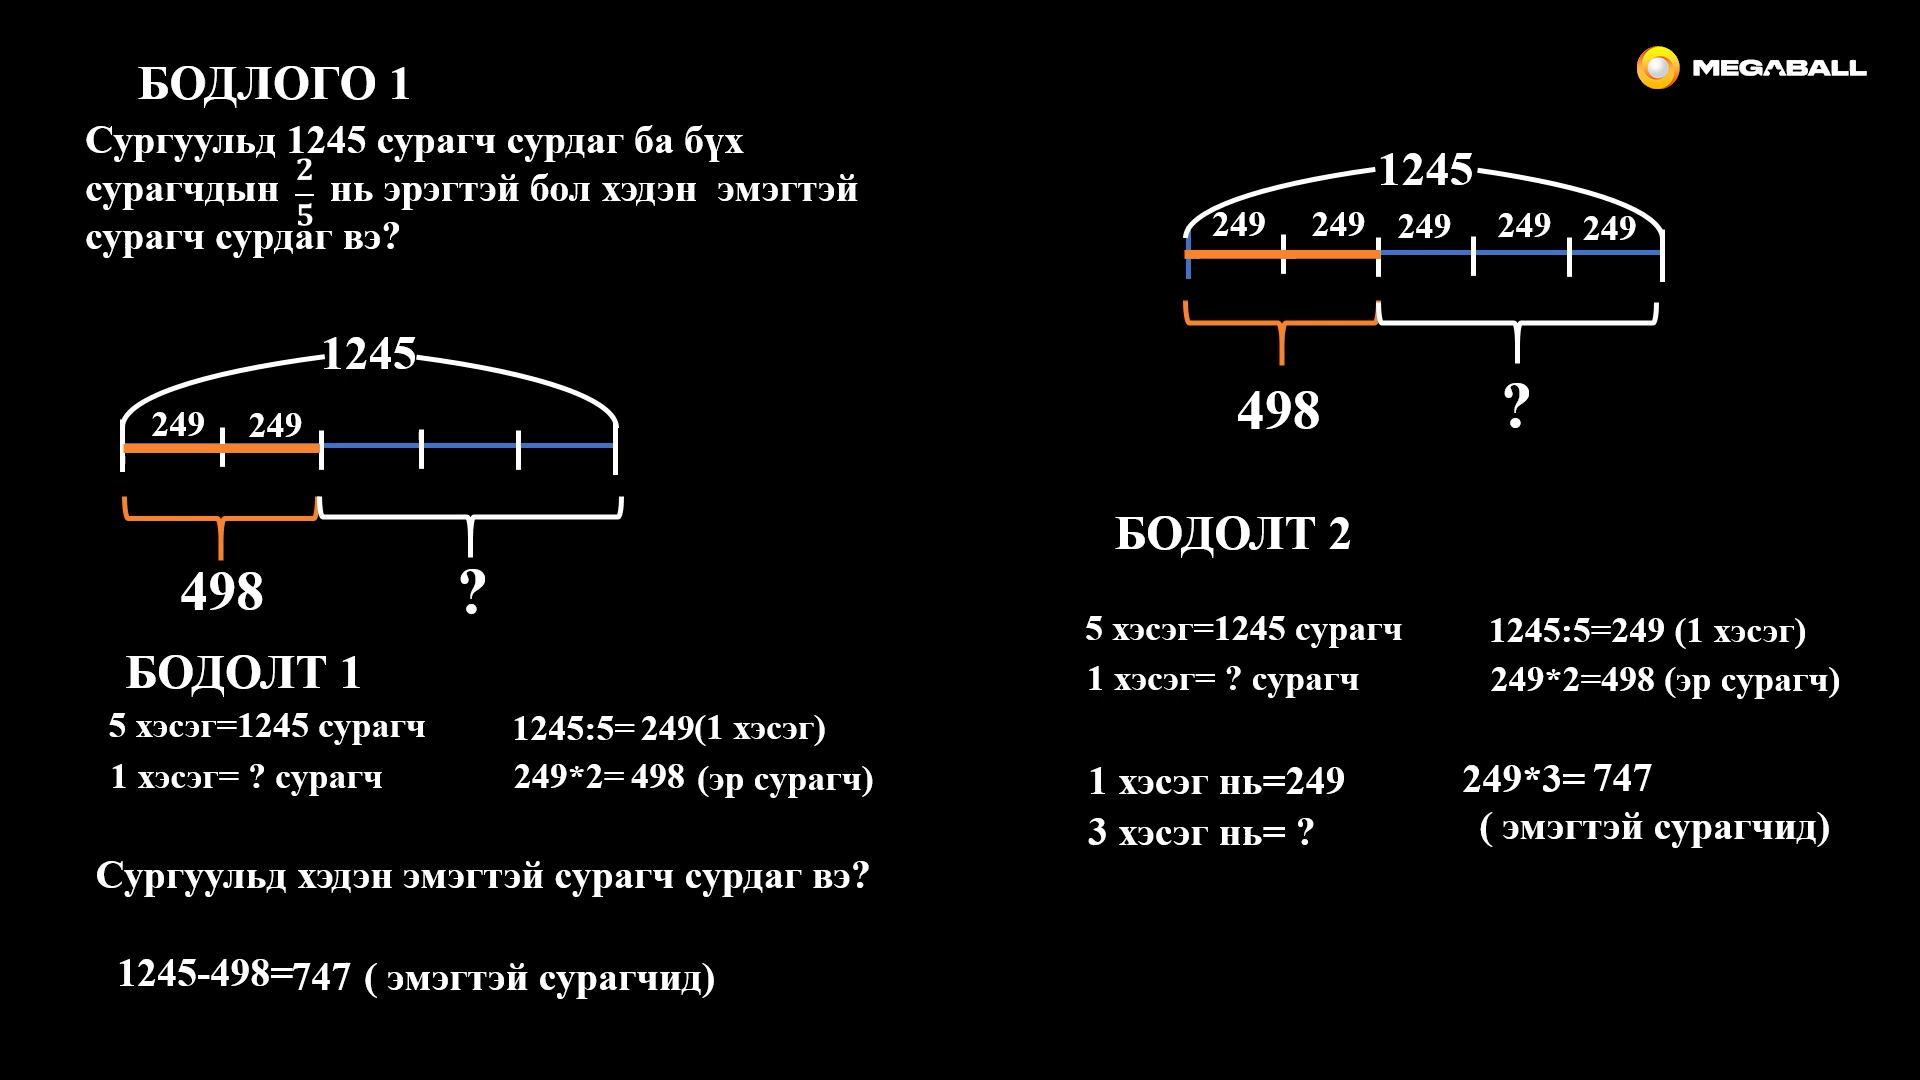 MEGABALL
БОДЛОГО 1
Сургуульд 1245 сурагч сурдаг ба бүх
сурагчдын 2/5 нь эрэгтэй бол хэдэн эмэгтэй
сурагч сурдаг вэ?
1245
249 249
498 ?
БОДОЛТ 1
5 хэсэг=1245 сурагч 1245:5= 249(1 хэсэг)
1 хэсэг= ? сурагч 249*2= 498 (эр сурагч)
Сургуульд хэдэн эмэгтэй сурагч сурдаг вэ?
1245-498=747 ( эмэгтэй сурагчид)
1245
249 249 249 249 249
498 ?
БОДОЛТ 2
5 хэсэг=1245 сурагч 1245:5=249 (1 хэсэг)
1 хэсэг= ? сурагч 249*2=498 (эр сурагч)
1 хэсэг нь=249 249*3= 747
3 хэсэг нь= ? ( эмэгтэй сурагчид)